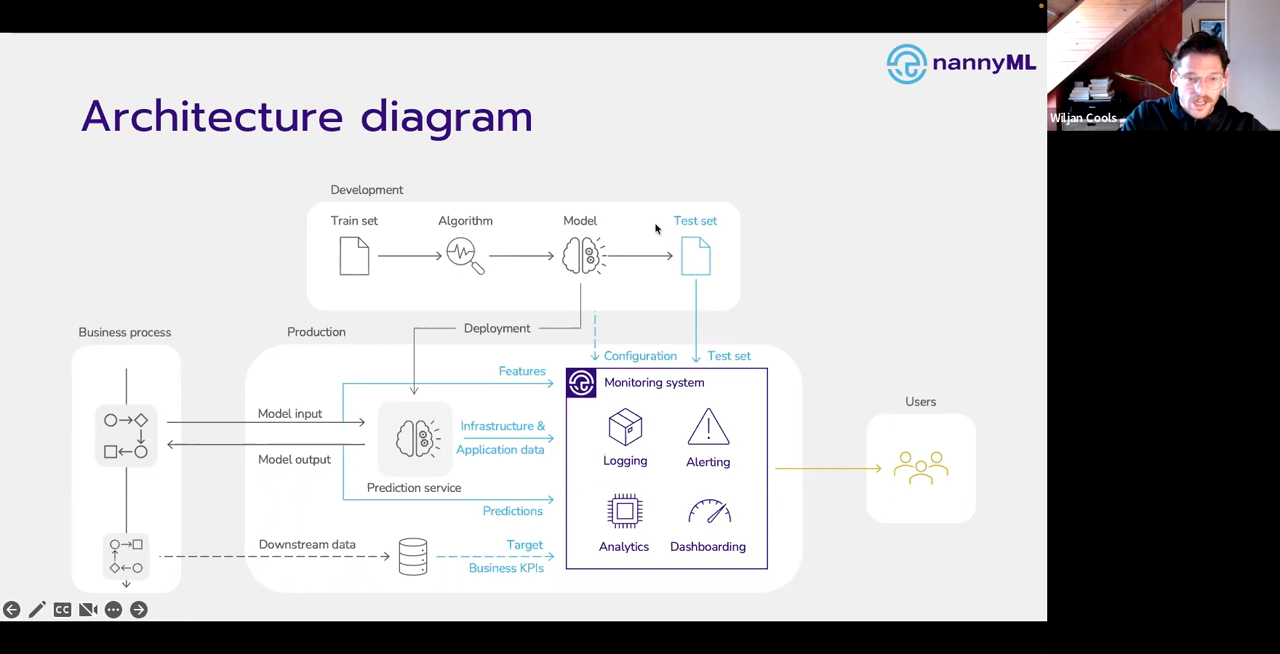 nannyML
Architecture diagram
Wiljan Cools
Development
Train set
Algorithm
Model
Test set
Business process
Production
Deployment
Configuration
Test set
Features
Monitoring system
Model input
Infrastructure &
Application data
Model output
Prediction service
Predictions
Logging
Alerting
Analytics
Dashboarding
Users
Downstream data
Target
Business KPIs
CC